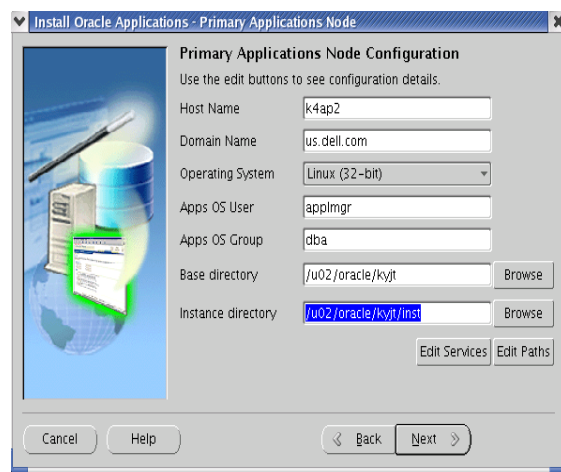 Install Oracle Applications - Primary Applications Node
Primary Applications Node Configuration
Use the edit buttons to see configuration details.
Host Name k4ap2
Domain Name us.dell.com
Operating System Linux (32-bit)
Apps OS User applmgr
Apps OS Group dba
Base directory /u02/oracle/kyjt Browse
Instance directory /u02/oracle/kyjt/inst Browse
Edit Services Edit Paths
Cancel Help Back Next